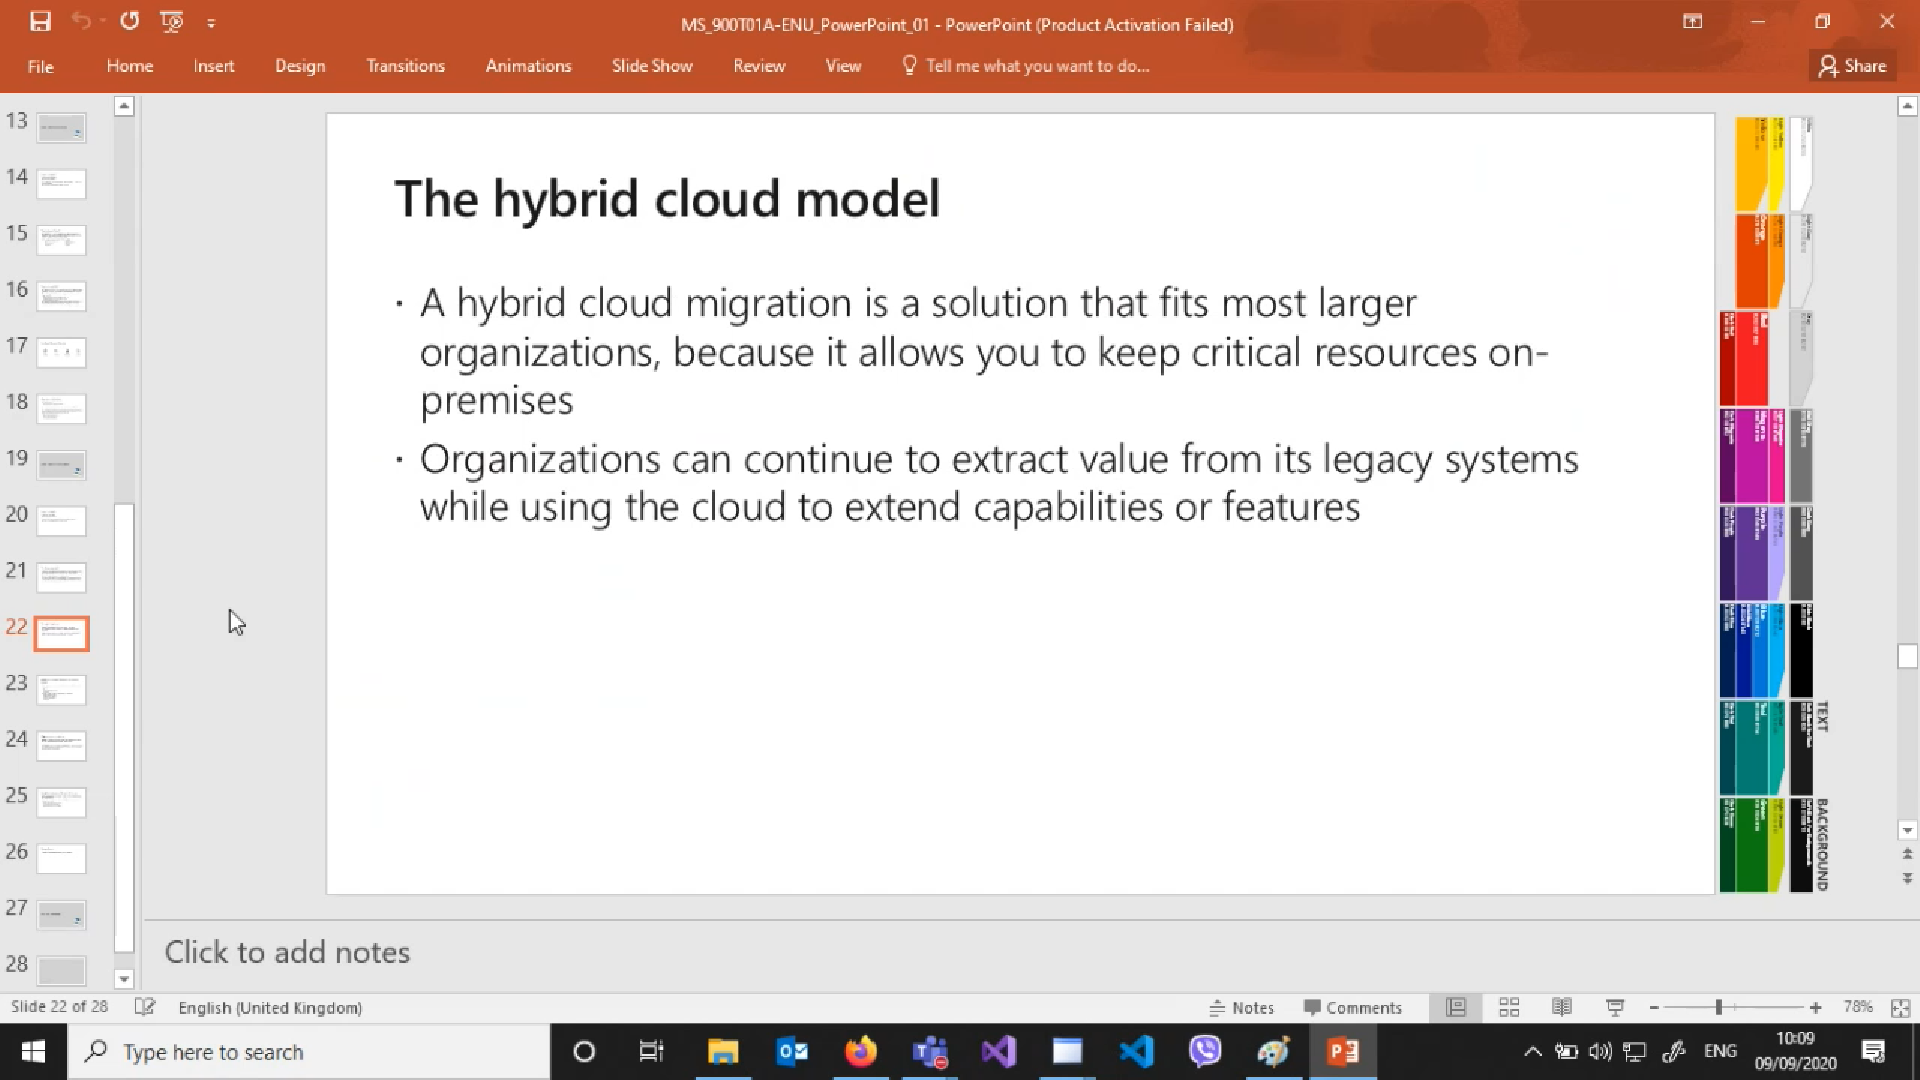 MS_900T01A-ENU_PowerPoint_01 - PowerPoint (Product Activation Failed)
File Home Insert Design Transitions Animations Slide Show Review View Tell me what you want to do... Share
13
14
15
16
17
18
19
20
21
22
23
24
25
26
27
28
The hybrid cloud model
· A hybrid cloud migration is a solution that fits most larger
organizations, because it allows you to keep critical resources on-
premises
· Organizations can continue to extract value from its legacy systems
while using the cloud to extend capabilities or features
TEXT
BACKGROUND
Click to add notes
Slide 22 of 28 English (United Kingdom) Notes Comments 78%
Type here to search
ENG
10:09
09/09/2020